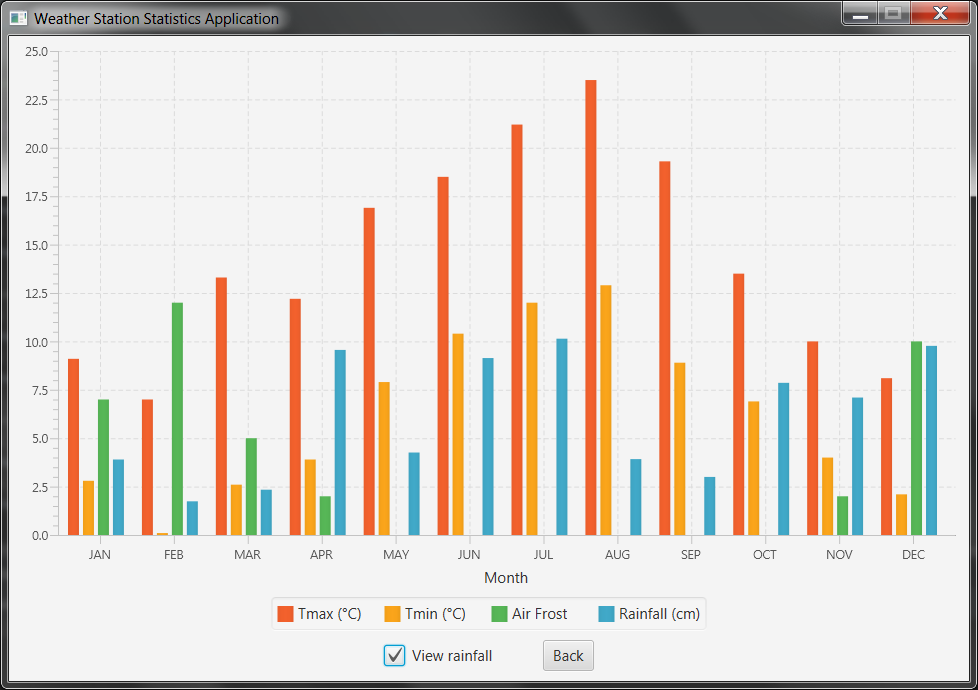 Weather Station Statistics Application
25.0
22.5
20.0
17.5
15.0
12.5
10.0
7.5
5.0
2.5
0.0
JAN FEB MAR APR MAY JUN JUL AUG SEP OCT NOV DEC
Month
Tmax (°C) Tmin (°C) Air Frost Rainfall (cm)
View rainfall Back